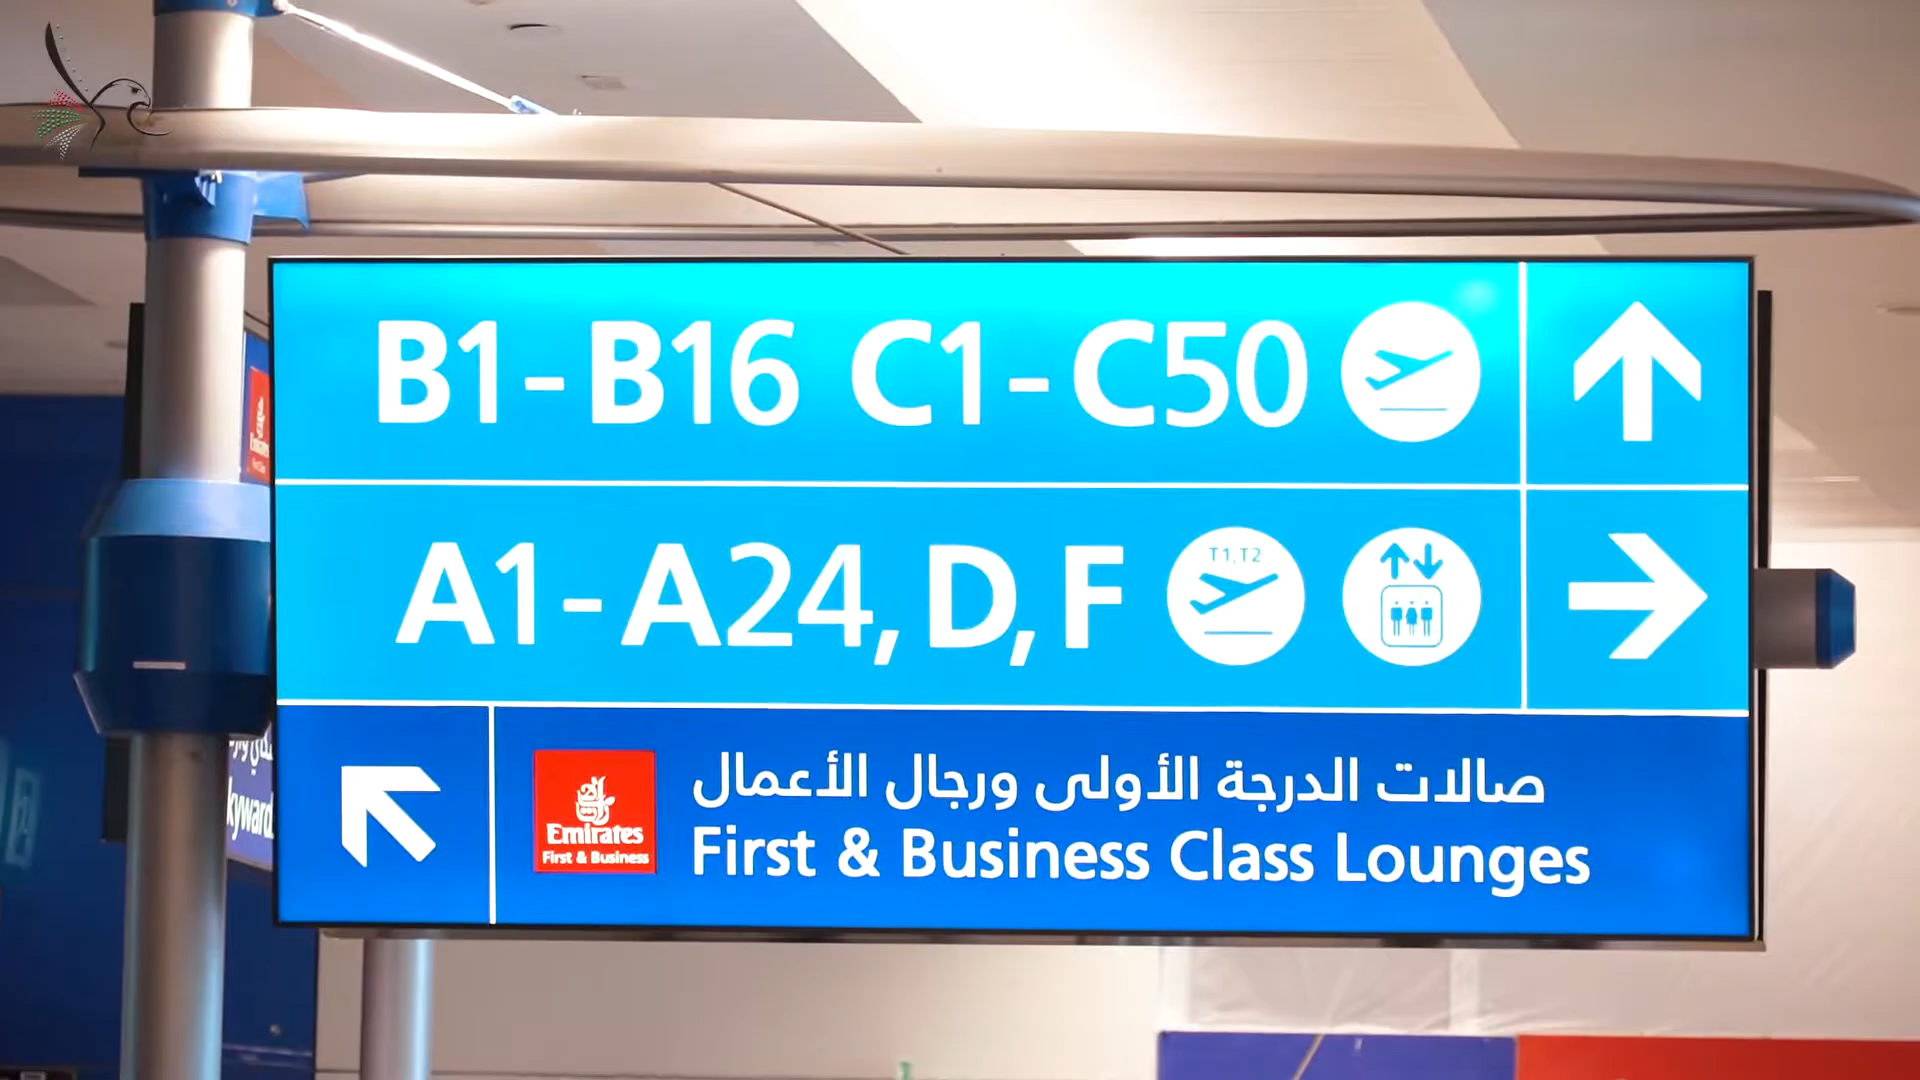 B1-B16 C1-C50
A1-A24, D, F
T1,T2
صالات الدرجة الأولى ورجال الأعمال
First & Business Class Lounges
Emirates
First & Business
Emirates